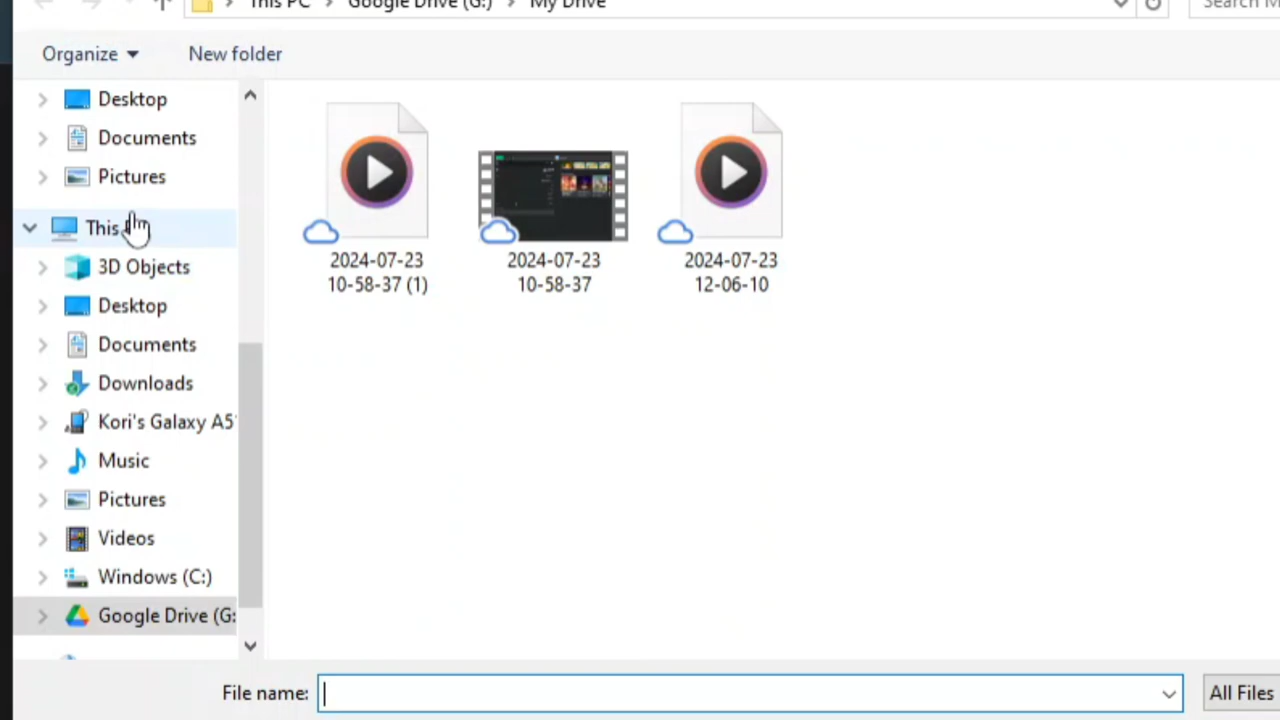 This PC > Google Drive (G:) > My Drive
Search M
Organize
New folder
Desktop
Documents
Pictures
This
3D Objects
Desktop
Documents
Downloads
Kori's Galaxy A5
Music
Pictures
Videos
Windows (C:)
Google Drive (G:
2024-07-23
10-58-37 (1)
2024-07-23
10-58-37
2024-07-23
12-06-10
File name:
All Files